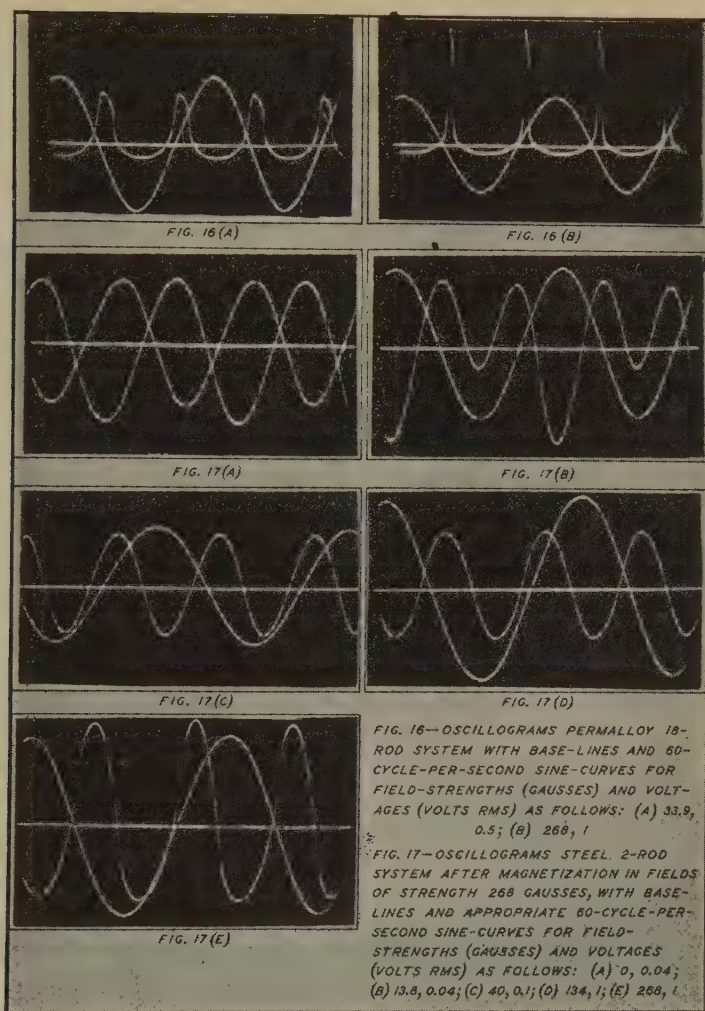 FIG. 16(A)
FIG. 16(B)
FIG. 17(A)
FIG. 17(B)
FIG. 17(C)
FIG. 17(D)
FIG. 17(E)
FIG. 16—OSCILLOGRAMS PERMALLOY 18-
ROD SYSTEM WITH BASE-LINES AND 60-
CYCLE-PER-SECOND SINE-CURVES FOR
FIELD-STRENGTHS (GAUSSES) AND VOLT-
AGES (VOLTS RMS) AS FOLLOWS: (A) 33.9,
0.5; (B) 268, 1
FIG. 17—OSCILLOGRAMS STEEL 2-ROD
SYSTEM AFTER MAGNETIZATION IN FIELDS
OF STRENGTH 268 GAUSSES, WITH BASE-
LINES AND APPROPRIATE 60-CYCLE-PER-
SECOND SINE-CURVES FOR FIELD-
STRENGTHS (GAUSSES) AND VOLTAGES
(VOLTS RMS) AS FOLLOWS: (A) 0, 0.04;
(B) 13.8, 0.04; (C) 40, 0.1; (D) 134, 1; (E) 268, 1